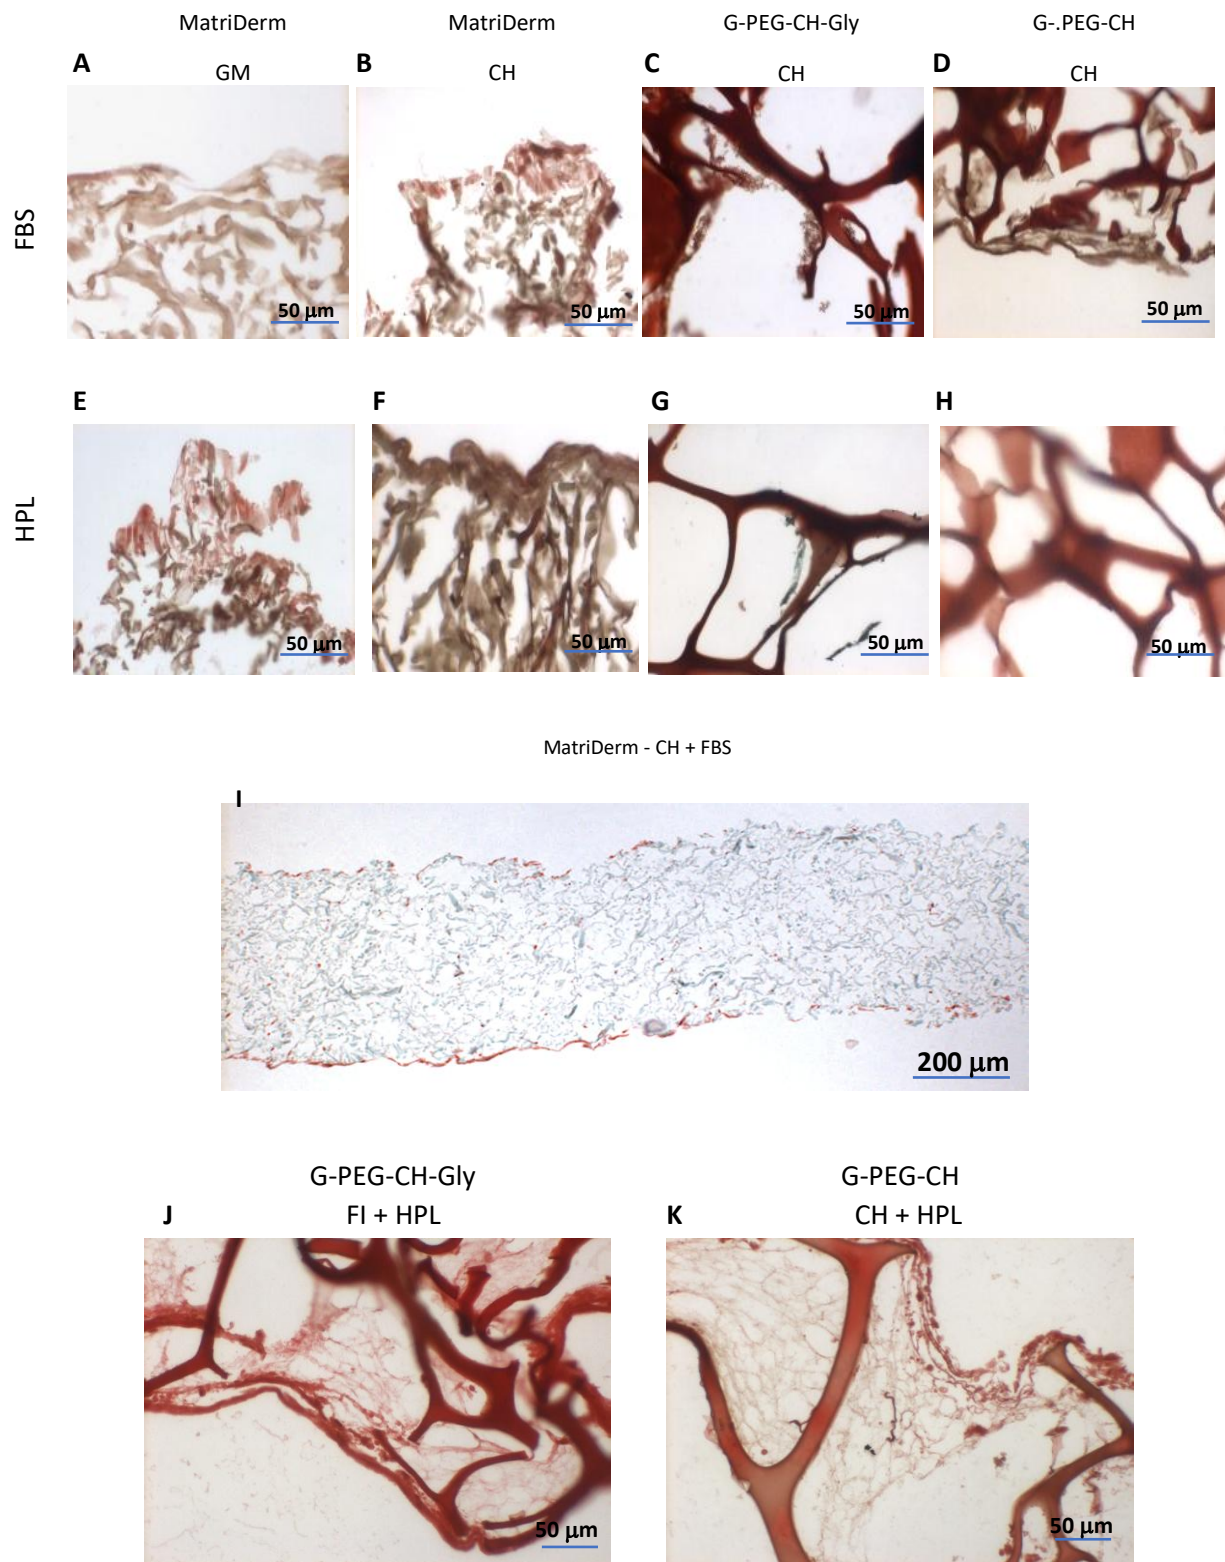 MatriDerm MatriDerm G-PEG-CH-Gly G-.PEG-CH
A GM B CH C CH D CH
FBS
50 µm 50 µm 50 µm 50 µm
E F G H
HPL
50 µm 50 µm 50 µm 50 µm
MatriDerm - CH + FBS
I
200 µm
G-PEG-CH-Gly G-PEG-CH
J FI + HPL K CH + HPL
50 µm 50 µm